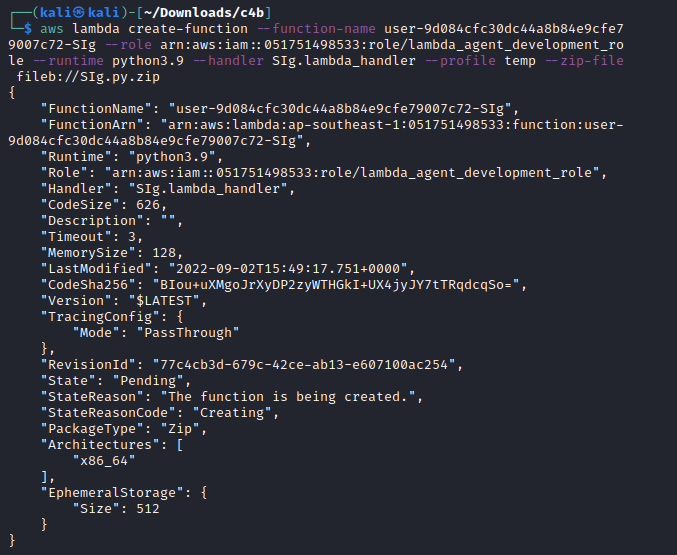 ┌──(kali㉿kali)-[~/Downloads/c4b]
└─$ aws lambda create-function --function-name user-9d084cfc30dc44a8b84e9cfe7
9007c72-SIg --role arn:aws:iam::051751498533:role/lambda_agent_development_ro
le --runtime python3.9 --handler SIg.lambda_handler --profile temp --zip-file
 fileb://SIg.py.zip
{
    "FunctionName": "user-9d084cfc30dc44a8b84e9cfe79007c72-SIg",
    "FunctionArn": "arn:aws:lambda:ap-southeast-1:051751498533:function:user-
9d084cfc30dc44a8b84e9cfe79007c72-SIg",
    "Runtime": "python3.9",
    "Role": "arn:aws:iam::051751498533:role/lambda_agent_development_role",
    "Handler": "SIg.lambda_handler",
    "CodeSize": 626,
    "Description": "",
    "Timeout": 3,
    "MemorySize": 128,
    "LastModified": "2022-09-02T15:49:17.751+0000",
    "CodeSha256": "BIou+uXMgoJrXyDP2zyWTHGkI+UX4jyJY7tTRqdcqSo=",
    "Version": "$LATEST",
    "TracingConfig": {
        "Mode": "PassThrough"
    },
    "RevisionId": "77c4cb3d-679c-42ce-ab13-e607100ac254",
    "State": "Pending",
    "StateReason": "The function is being created.",
    "StateReasonCode": "Creating",
    "PackageType": "Zip",
    "Architectures": [
        "x86_64"
    ],
    "EphemeralStorage": {
        "Size": 512
    }
}